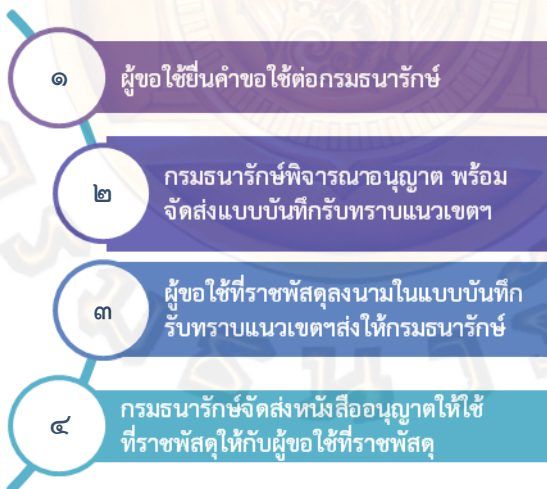 ๑
ผู้ขอใช้ยื่นคำขอใช้ต่อกรมธนารักษ์
๒
กรมธนารักษ์พิจารณาอนุญาต พร้อม
จัดส่งแบบบันทึกรับทราบแนวเขตฯ
๓
ผู้ขอใช้ที่ราชพัสดุลงนามในแบบบันทึก
รับทราบแนวเขตฯส่งให้กรมธนารักษ์
๔
กรมธนารักษ์จัดส่งหนังสืออนุญาตให้ใช้
ที่ราชพัสดุให้กับผู้ขอใช้ที่ราชพัสดุ